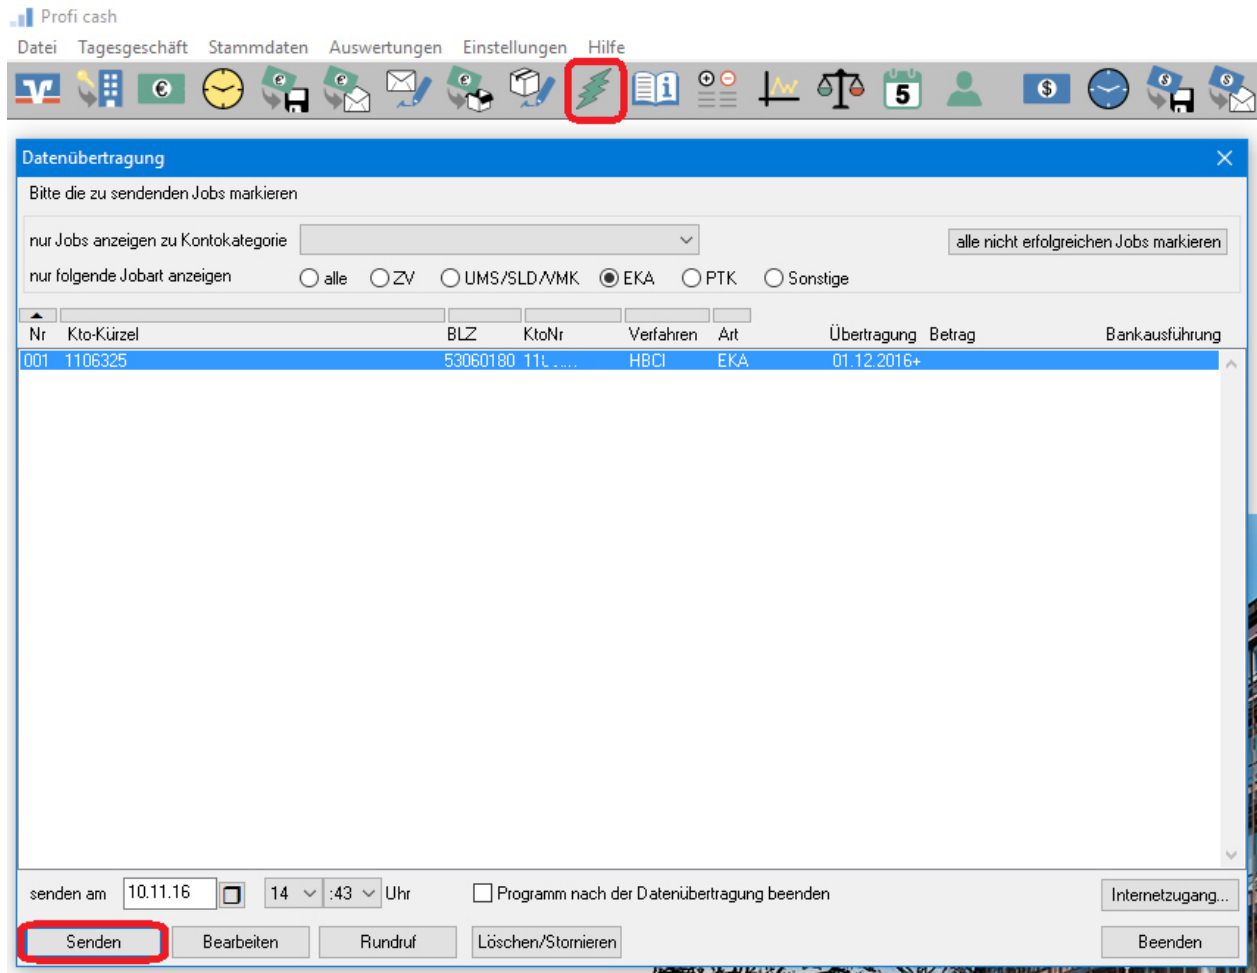 Profi cash
Datei Tagesgeschäft Stammdaten Auswertungen Einstellungen Hilfe
€ € € € i 5 $ $ $
Datenübertragung
Bitte die zu sendenden Jobs markieren
nur Jobs anzeigen zu Kontokategorie alle nicht erfolgreichen Jobs markieren
nur folgende Jobart anzeigen alle ZV UMS/SLD/VMK EKA PTK Sonstige
Nr Kto-Kürzel BLZ KtoNr Verfahren Art Übertragung Betrag Bankausführung
001 1106325 53060180 HBCI EKA 01.12.2016+
senden am 10.11.16 14 :43 Uhr Programm nach der Datenübertragung beenden Internetzugang...
Senden Bearbeiten Rundruf Löschen/Stornieren Beenden